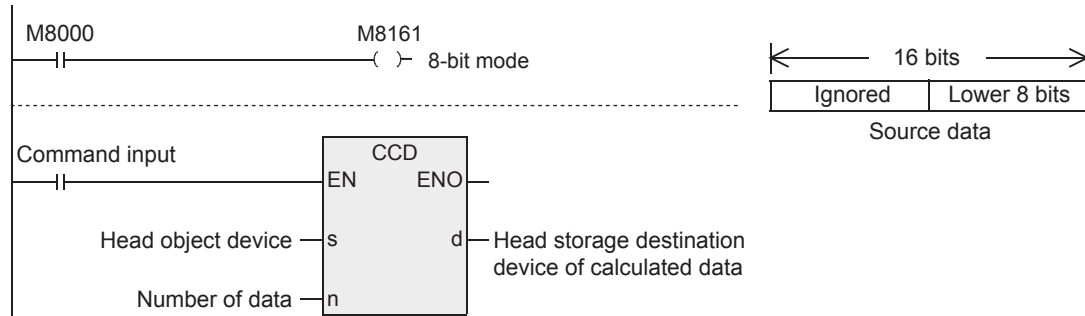 M8000
M8161
8-bit mode
16 bits
Ignored
Lower 8 bits
Source data
Command input
CCD
EN
ENO
Head object device
s
d
Head storage destination
device of calculated data
Number of data
n